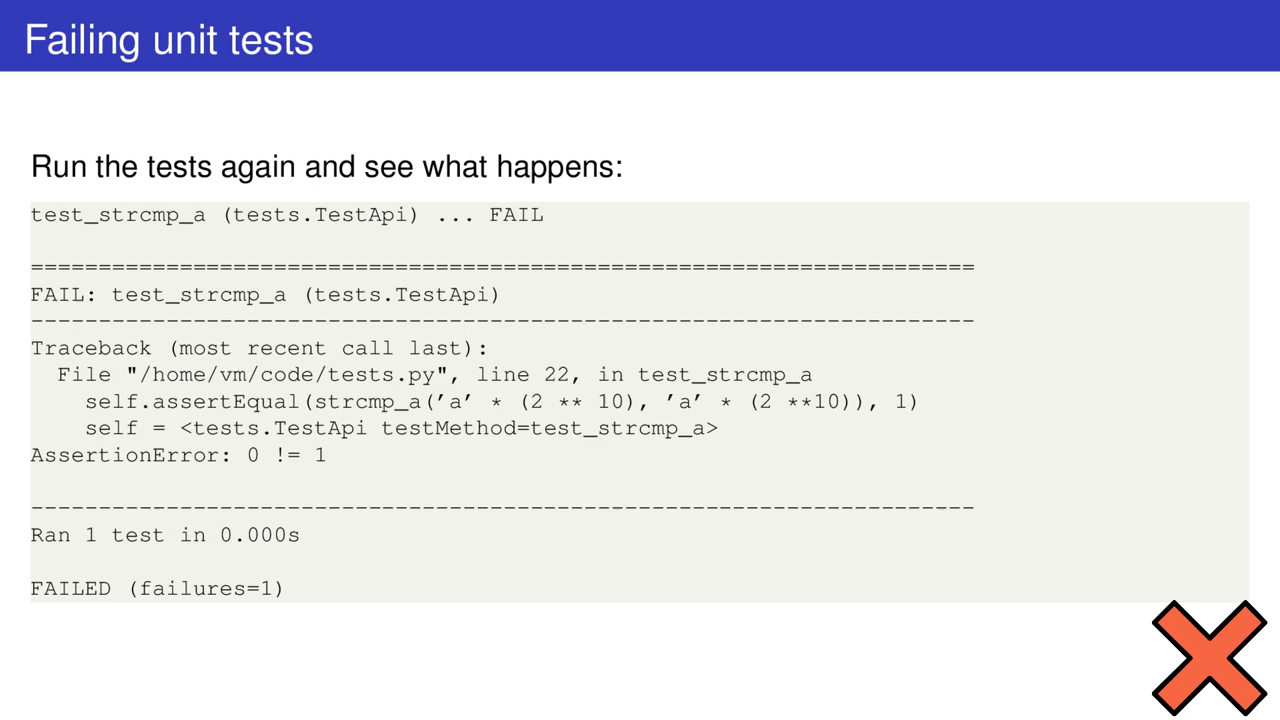 Failing unit tests
Run the tests again and see what happens:
test_strcmp_a (tests.TestApi) ... FAIL
======================================================================
FAIL: test_strcmp_a (tests.TestApi)
----------------------------------------------------------------------
Traceback (most recent call last):
  File "/home/vm/code/tests.py", line 22, in test_strcmp_a
    self.assertEqual(strcmp_a(’a’ * (2 ** 10), ’a’ * (2 **10)), 1)
    self = <tests.TestApi testMethod=test_strcmp_a>
AssertionError: 0 != 1
----------------------------------------------------------------------
Ran 1 test in 0.000s
FAILED (failures=1)